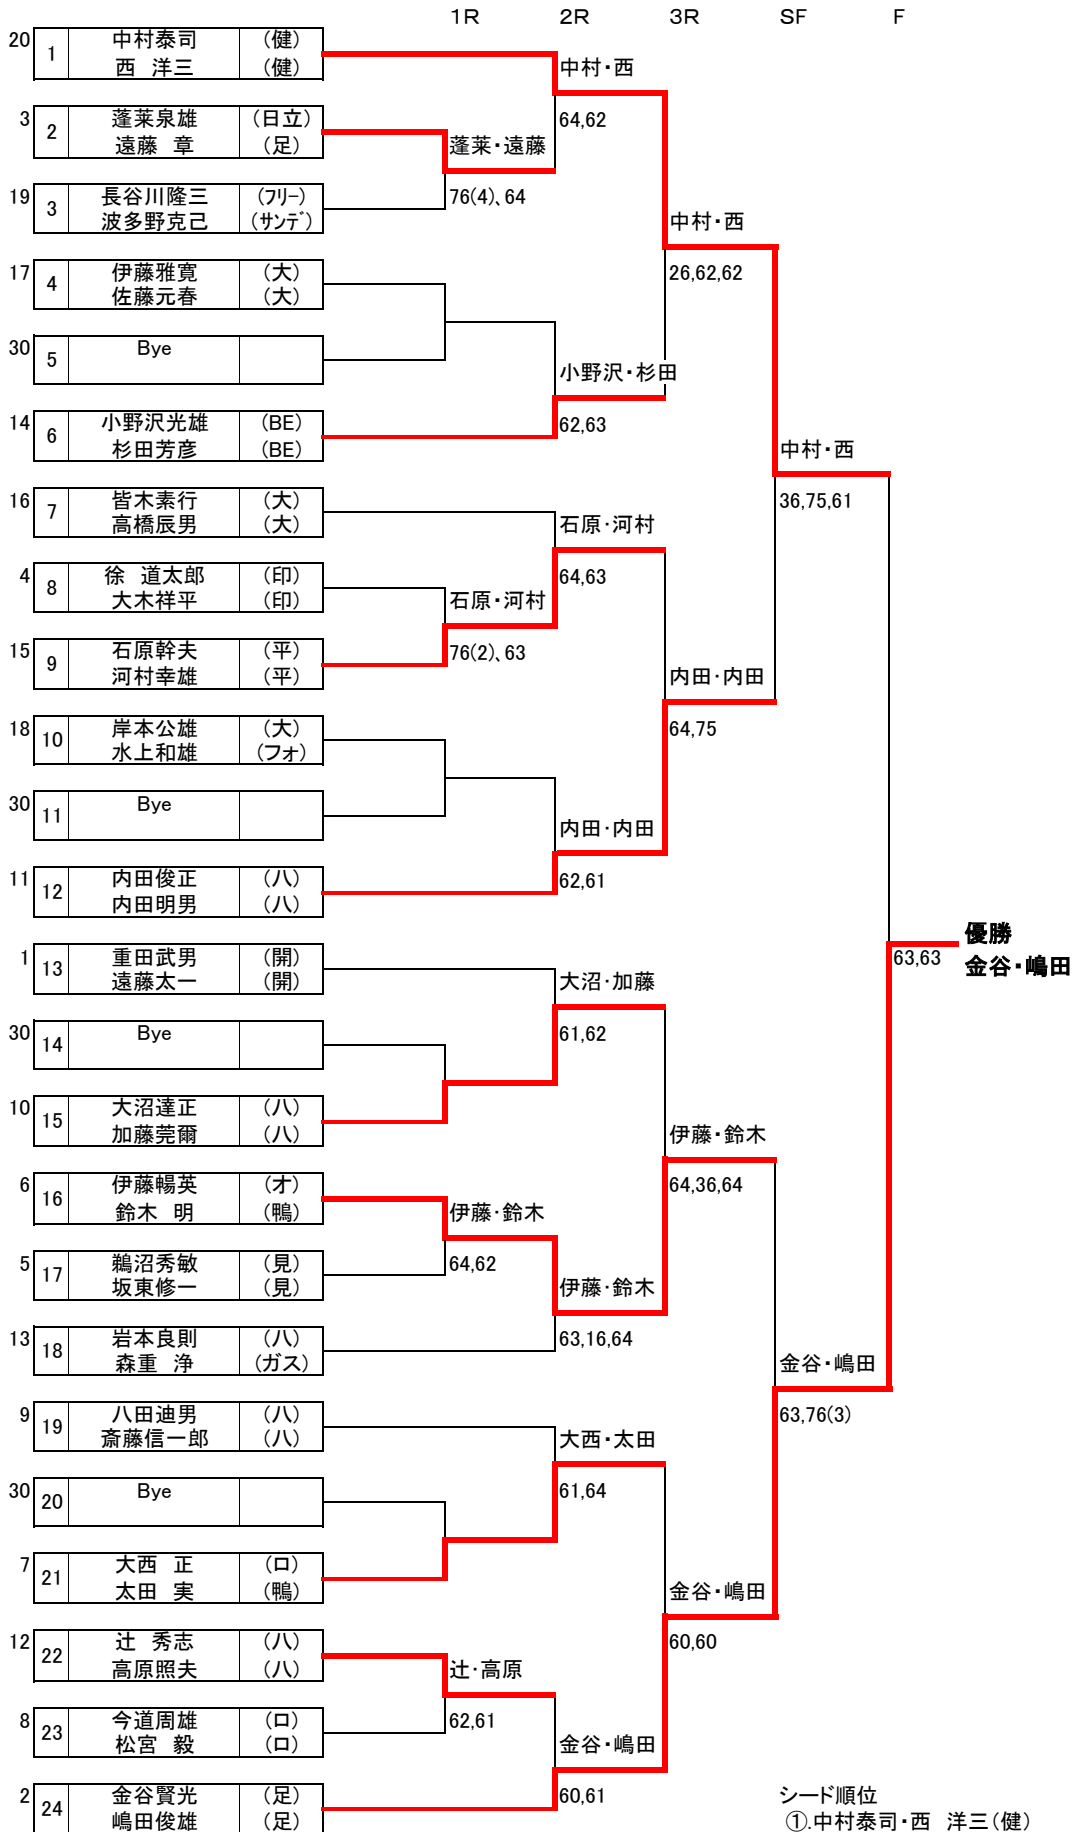 1R 2R 3R SF F
20 1 中村泰司 (健)
西 洋三 (健)
中村・西
3 2 蓬莱泉雄 (日立)
遠藤 章 (足)
64,62
蓬莱・遠藤
19 3 長谷川隆三 (フリー)
波多野克己 (サンデ)
76(4)、64
中村・西
17 4 伊藤雅寛 (大)
佐藤元春 (大)
26,62,62
30 5 Bye
小野沢・杉田
14 6 小野沢光雄 (BE)
杉田芳彦 (BE)
62,63
中村・西
16 7 皆木素行 (大)
高橋辰男 (大)
36,75,61
石原・河村
4 8 徐 道太郎 (印)
大木祥平 (印)
64,63
石原・河村
15 9 石原幹夫 (平)
河村幸雄 (平)
76(2)、63
内田・内田
18 10 岸本公雄 (大)
水上和雄 (フォ)
64,75
30 11 Bye
内田・内田
11 12 内田俊正 (八)
内田明男 (八)
62,61
優勝
1 13 重田武男 (開)
遠藤太一 (開)
63,63
金谷・嶋田
大沼・加藤
30 14 Bye
61,62
10 15 大沼達正 (八)
加藤莞爾 (八)
伊藤・鈴木
6 16 伊藤暢英 (才)
鈴木 明 (鴨)
64,36,64
伊藤・鈴木
5 17 鵜沼秀敏 (見)
坂東修一 (見)
64,62
伊藤・鈴木
13 18 岩本良則 (八)
森重 浄 (ガス)
63,16,64
金谷・嶋田
9 19 八田迪男 (八)
斎藤信一郎 (八)
63,76(3)
大西・太田
30 20 Bye
61,64
7 21 大西 正 (ロ)
太田 実 (鴨)
金谷・嶋田
12 22 辻 秀志 (八)
高原照夫 (八)
60,60
辻・高原
8 23 今道周雄 (ロ)
松宮 毅 (ロ)
62,61
金谷・嶋田
2 24 金谷賢光 (足)
嶋田俊雄 (足)
60,61
シード順位
①.中村泰司・西 洋三(健)